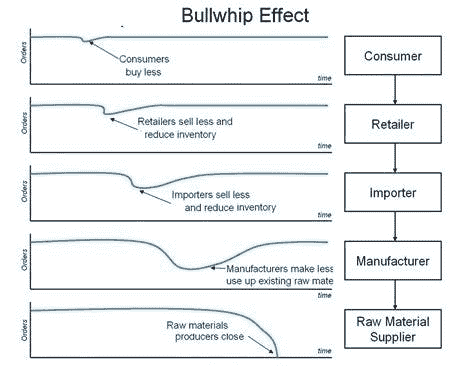 Bullwhip Effect
Orders
Consumers
buy less
time
Consumer
Orders
Retailers sell less and
reduce inventory
time
Retailer
Orders
Importers sell less
and reduce inventory
time
Importer
Orders
Manufacturers make less
use up existing raw mate
time
Manufacturer
Orders
Raw materials
producers close
time
Raw Material
Supplier